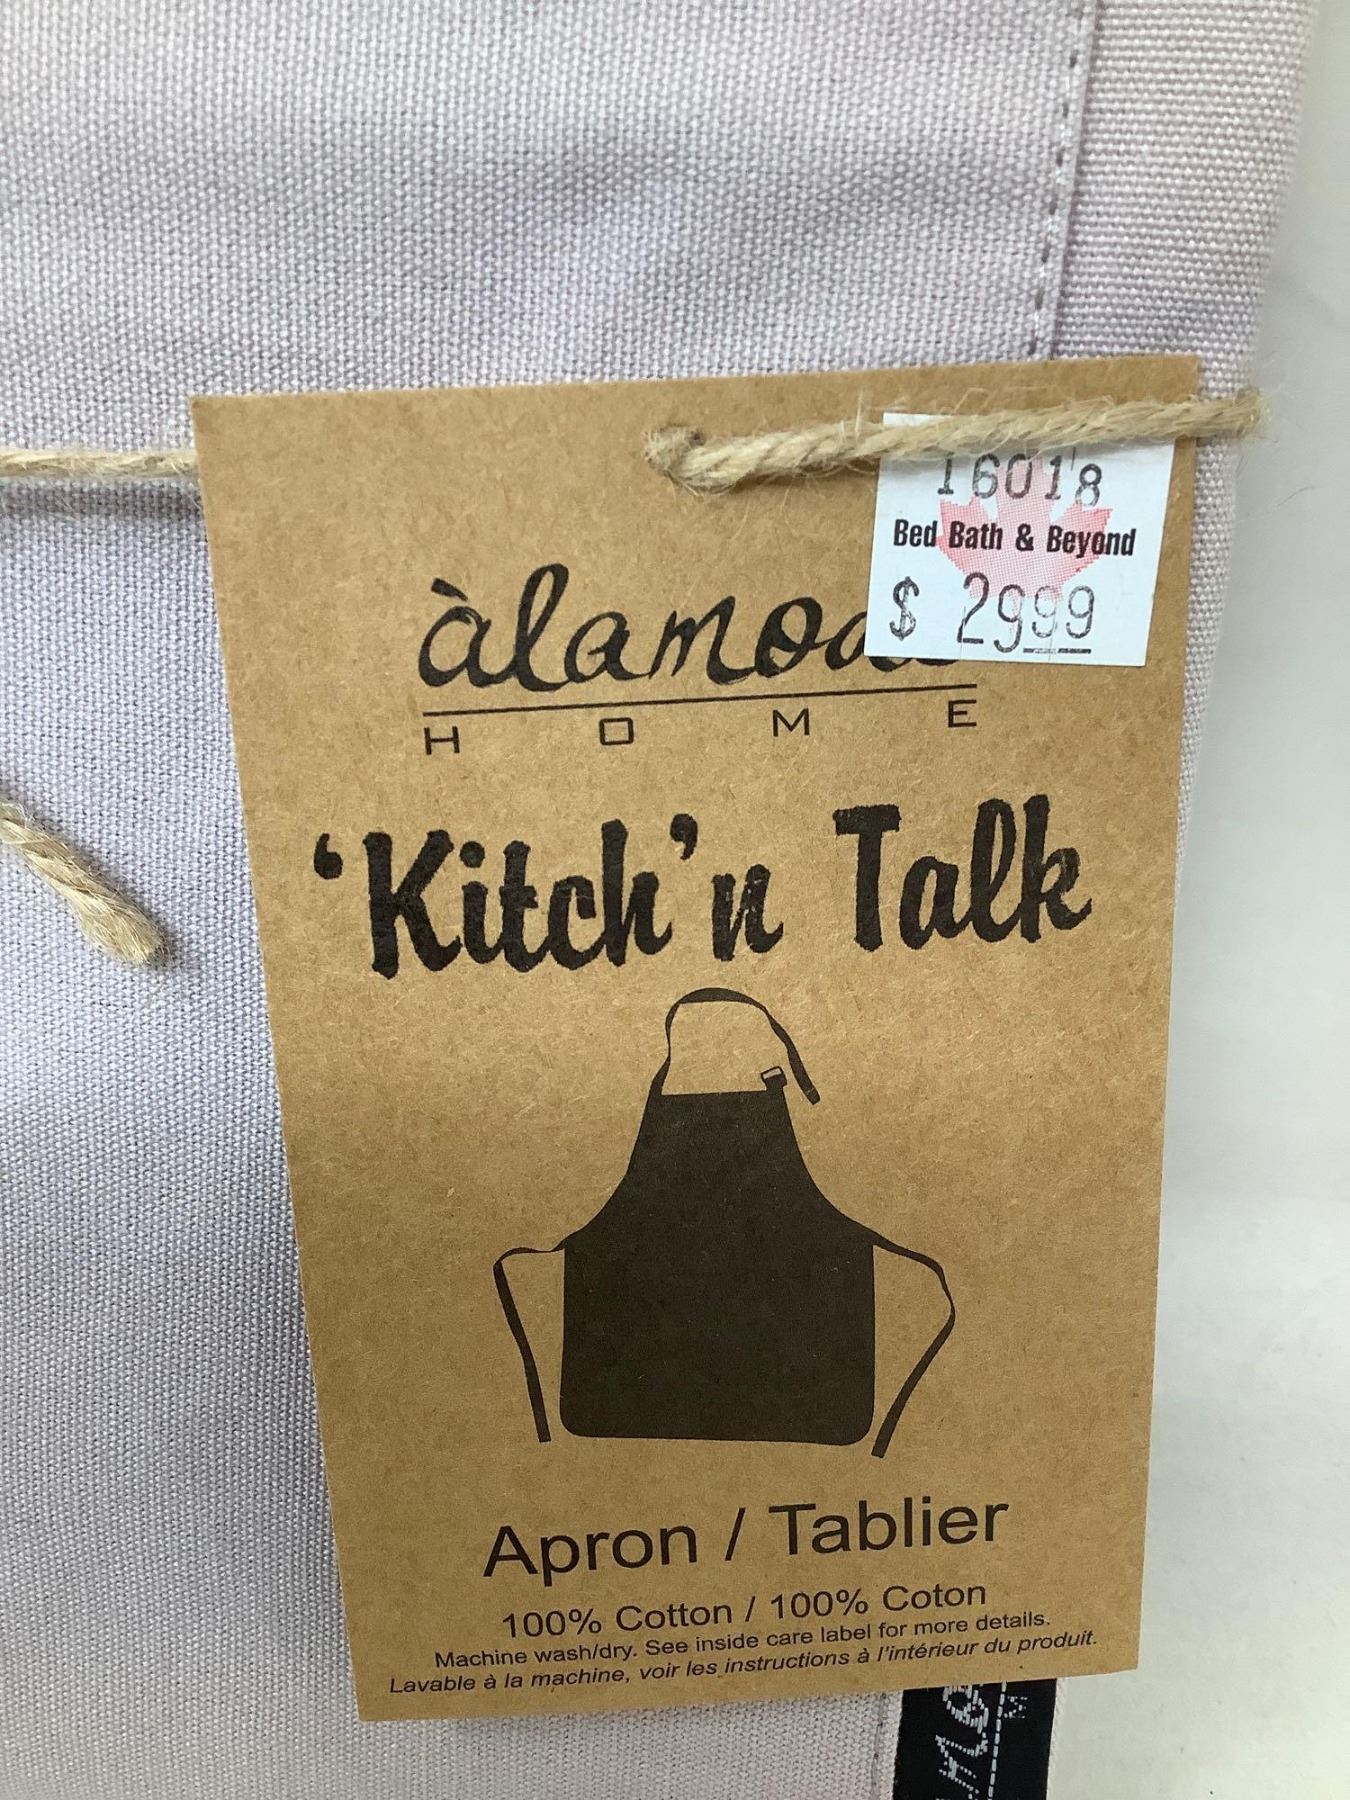 16018
Bed Bath & Beyond
$ 2999
àlamode
HOME
‘Kitch’n Talk
Apron / Tablier
100% Cotton / 100% Coton
Machine wash/dry. See inside care label for more details.
Lavable à la machine, voir les instructions à l'intérieur du produit.